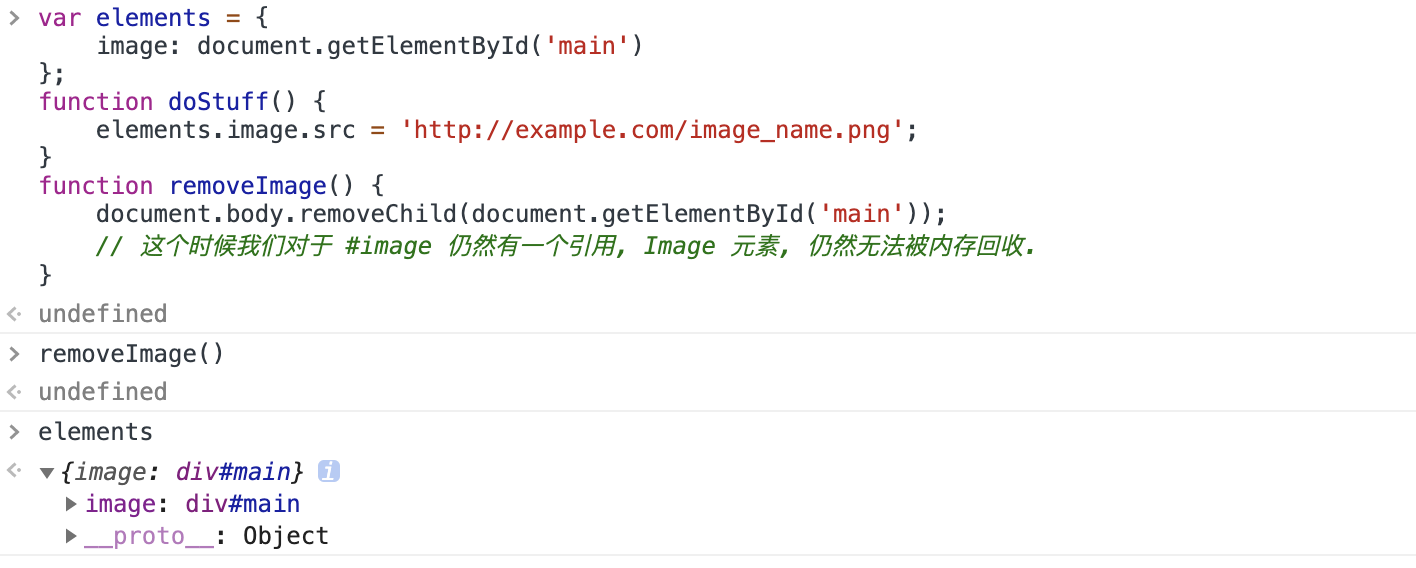 var elements = {
    image: document.getElementById('main')
};
function doStuff() {
    elements.image.src = 'http://example.com/image_name.png';
}
function removeImage() {
    document.body.removeChild(document.getElementById('main'));
    // 这个时候我们对于 #image 仍然有一个引用, Image 元素, 仍然无法被内存回收.
}
undefined
removeImage()
undefined
elements
{image: div#main} i
image: div#main
__proto__: Object